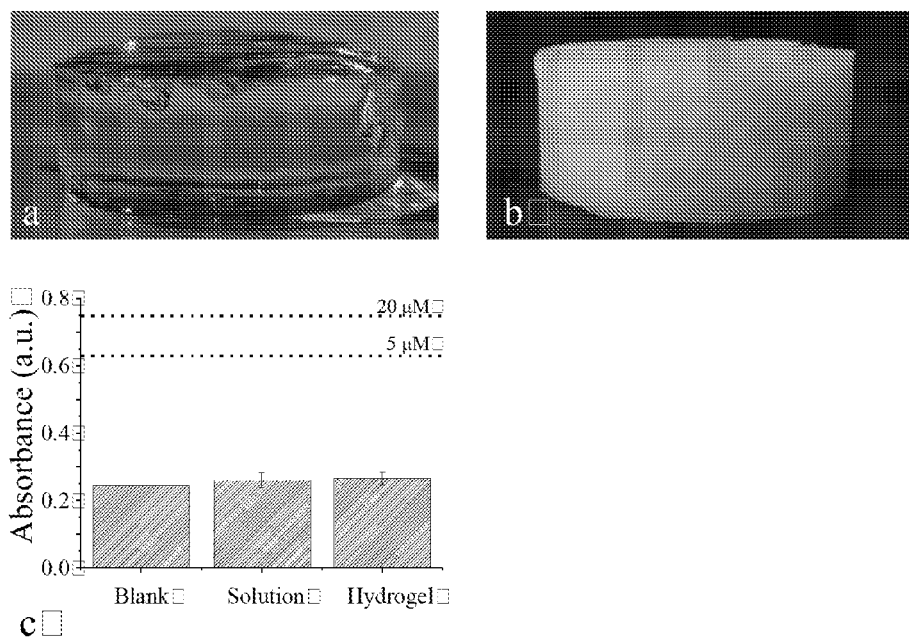 a
b
0.8
20 μM
5 μM
0.6
Absorbance (a.u.)
0.4
0.2
0.0
Blank
Solution
Hydrogel
c